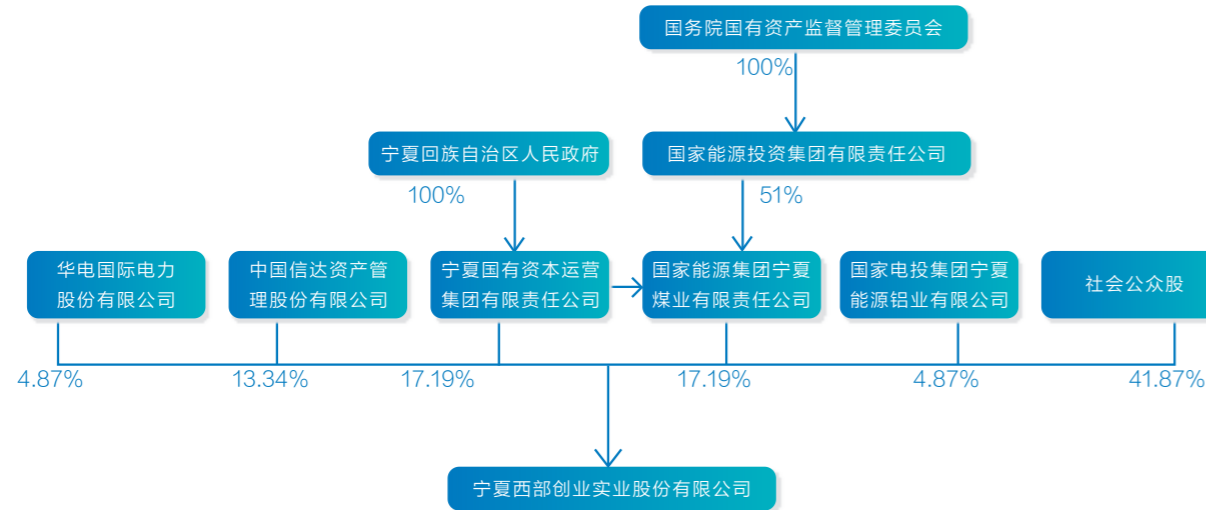 国务院国有资产监督管理委员会
100%
宁夏回族自治区人民政府
国家能源投资集团有限责任公司
100%
51%
华电国际电力
股份有限公司
中国信达资产管
理股份有限公司
宁夏国有资本运营
集团有限责任公司
国家能源集团宁夏
煤业有限责任公司
国家电投集团宁夏
能源铝业有限公司
社会公众股
4.87%
13.34%
17.19%
17.19%
4.87%
41.87%
宁夏西部创业实业股份有限公司